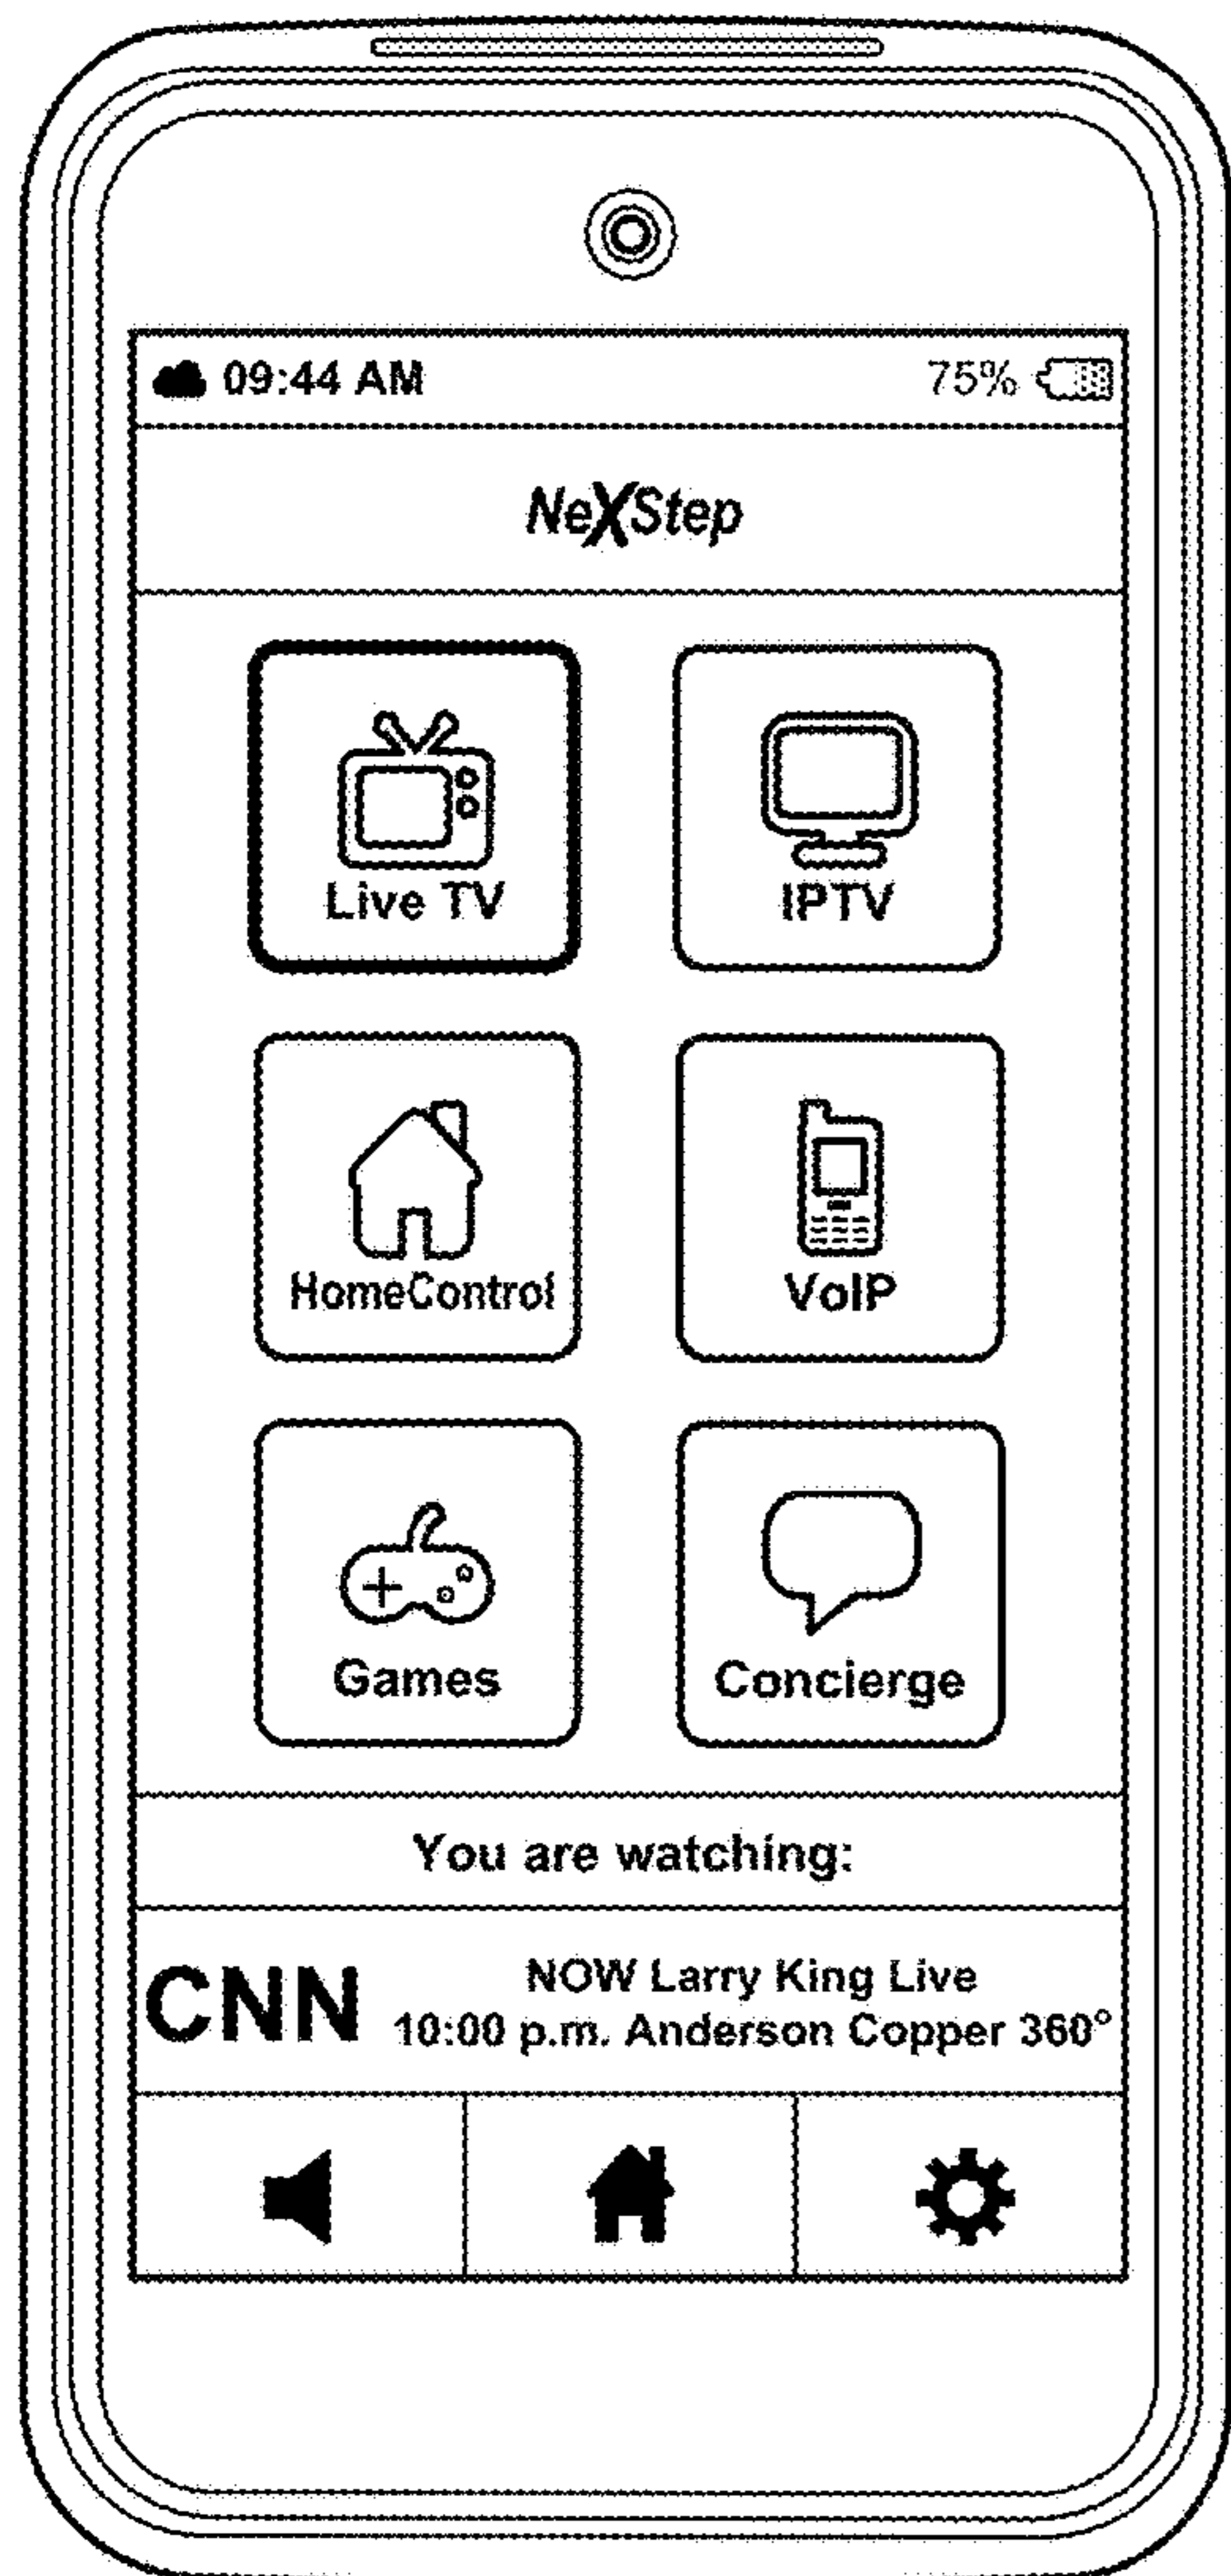 09:44 AM 75%
NeXStep
Live TV IPTV
HomeControl VoIP
Games Concierge
You are watching:
CNN
NOW Larry King Live
10:00 p.m. Anderson Copper 360°